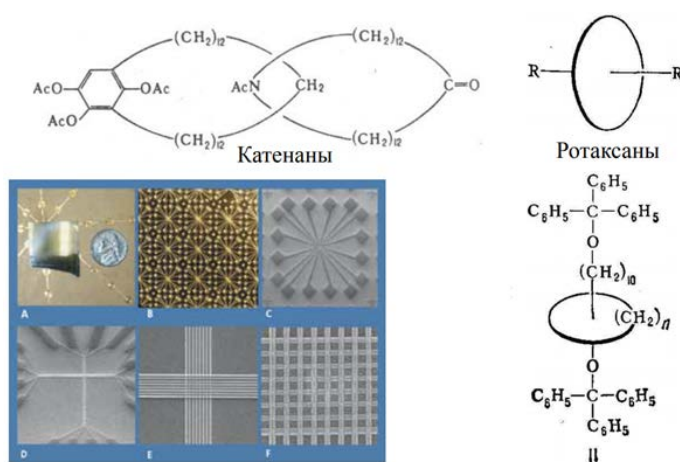 (CH₂)₁₂
(CH₂)₁₂
AcO
OAc
AcN
CH₂
C=O
AcO
(CH₂)₁₂
(CH₂)₁₂
Катенаны
R
R
Ротаксаны
A
B
C
D
E
F
C₆H₅
C₆H₅—C—C₆H₅
O
(CH₂)₁₀
O
C₆H₅—C—C₆H₅
C₆H₅
II